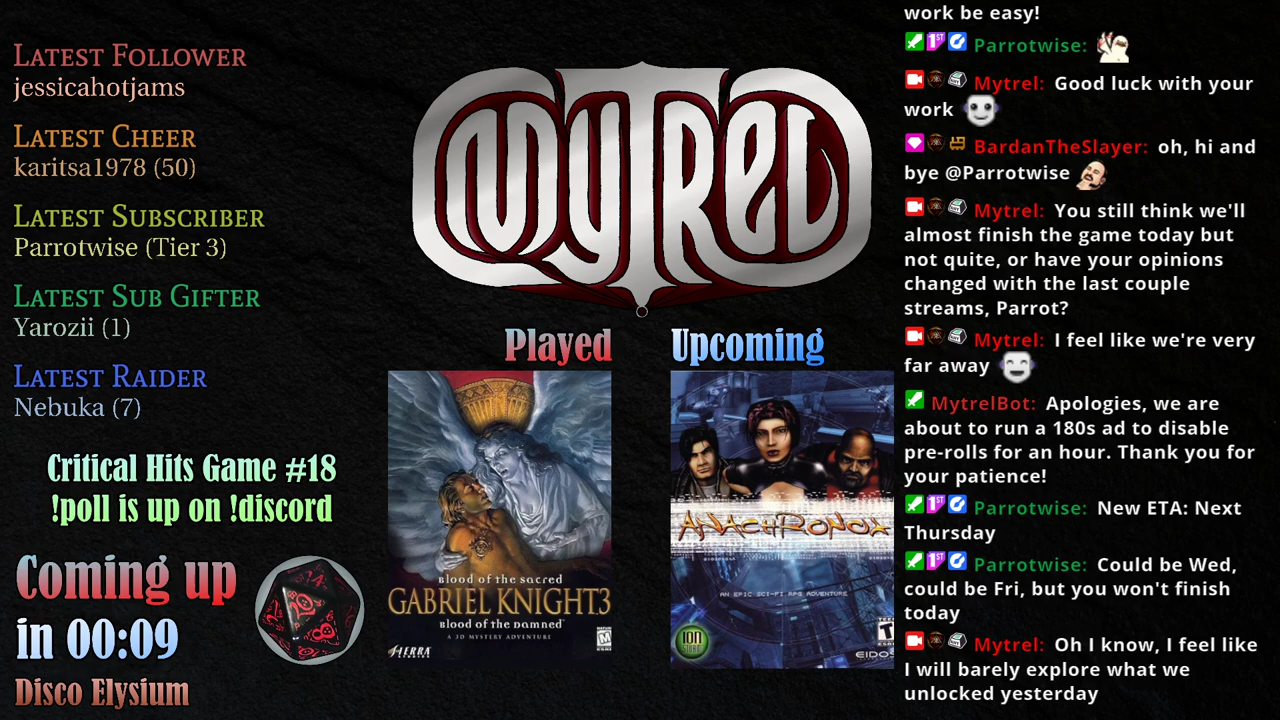 Latest Follower
jessicahotjams
Latest Cheer
karitsa1978 (50)
Latest Subscriber
Parrotwise (Tier 3)
Latest Sub Gifter
Yarozii (1)
Latest Raider
Nebuka (7)
Critical Hits Game #18
!poll is up on !discord
Coming up
in 00:09
Disco Elysium
Mytrel
Played
Upcoming
Blood of the Sacred
GABRIEL KNIGHT3
Blood of the Damned
A 3D MYSTERY ADVENTURE
SIERRA
STUDIOS
ANACHRONOX
AN EPIC SCI-FI RPG ADVENTURE
ION
STORM
EIDOS
work be easy!
Parrotwise:
Mytrel: Good luck with your
work
BardanTheSlayer: oh, hi and
bye @Parrotwise
Mytrel: You still think we'll
almost finish the game today but
not quite, or have your opinions
changed with the last couple
streams, Parrot?
Mytrel: I feel like we're very
far away
MytrelBot: Apologies, we are
about to run a 180s ad to disable
pre-rolls for an hour. Thank you for
your patience!
Parrotwise: New ETA: Next
Thursday
Parrotwise: Could be Wed,
could be Fri, but you won't finish
today
Mytrel: Oh I know, I feel like
I will barely explore what we
unlocked yesterday